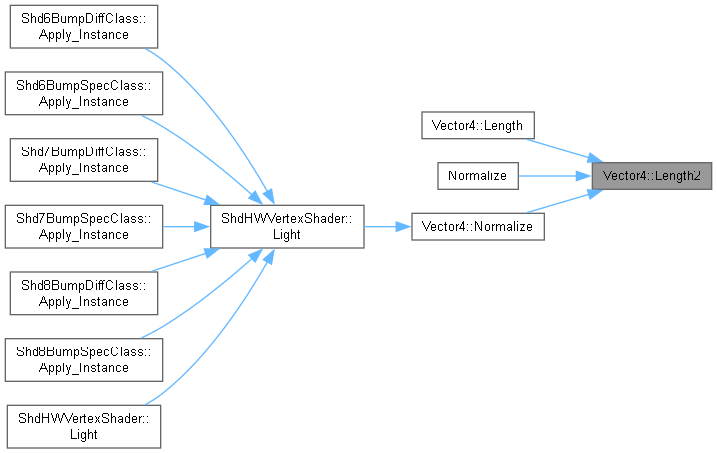 Shd6BumpDiffClass::
Apply_Instance
Shd6BumpSpecClass::
Apply_Instance
Shd7BumpDiffClass::
Apply_Instance
Shd7BumpSpecClass::
Apply_Instance
Shd8BumpDiffClass::
Apply_Instance
Shd8BumpSpecClass::
Apply_Instance
ShdHWVertexShader::
Light
ShdHWVertexShader::
Light
Vector4::Length
Normalize
Vector4::Normalize
Vector4::Length2